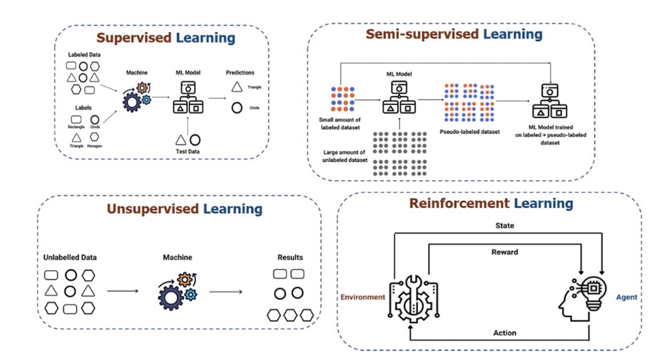 Supervised Learning
Labeled Data
Machine
ML Model
Predictions
Triangle
Circle
Labels
Rectangle
Circle
Triangle
Hexagon
Test Data
Semi-supervised Learning
ML Model
Small amount of
labeled dataset
Pseudo-labeled dataset
ML Model trained
on labeled + pseudo-labeled
dataset
Large amount of
unlabeled dataset
Unsupervised Learning
Unlabelled Data
Machine
Results
Reinforcement Learning
State
Reward
Environment
Agent
Action